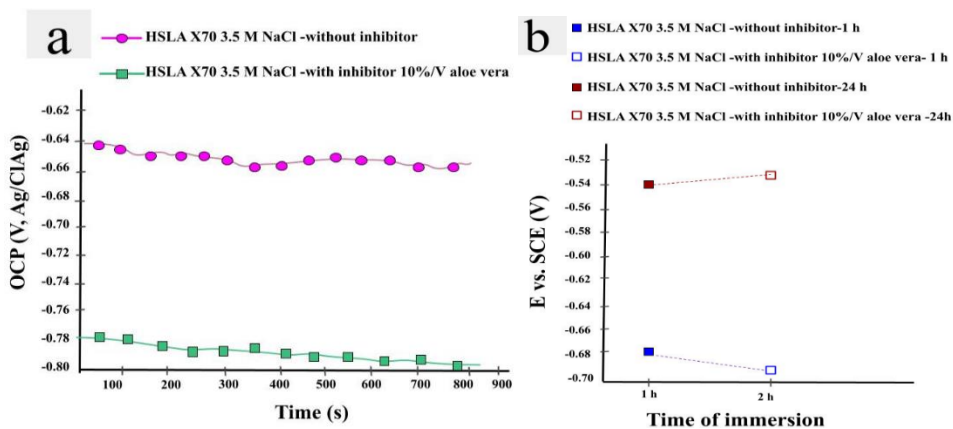 a
HSLA X70 3.5 M NaCl -without inhibitor
HSLA X70 3.5 M NaCl -with inhibitor 10%/V aloe vera
-0.62
-0.64
-0.66
-0.70
-0.72
-0.74
-0.76
-0.78
-0.80
OCP (V, Ag/ClAg)
100
200
300
400
500
600
700
800
900
Time (s)
b
HSLA X70 3.5 M NaCl -without inhibitor-1 h
HSLA X70 3.5 M NaCl -with inhibitor 10%/V aloe vera- 1 h
HSLA X70 3.5 M NaCl -without inhibitor-24 h
HSLA X70 3.5 M NaCl -with inhibitor 10%/V aloe vera -24h
-0.52
-0.54
-0.56
-0.58
-0.60
-0.62
-0.64
-0.66
-0.68
-0.70
E vs. SCE (V)
1 h
2 h
Time of immersion